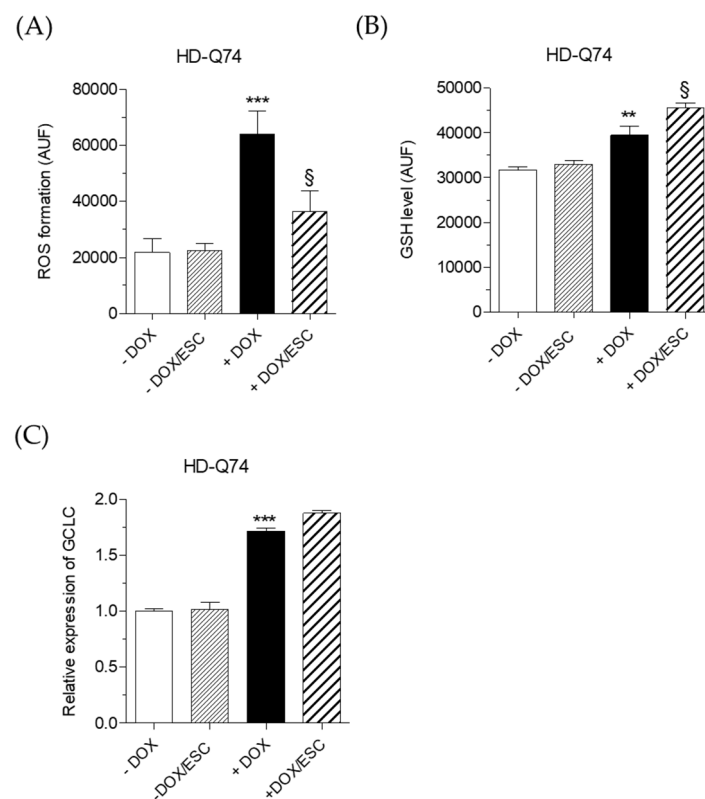 (A)
HD-Q74
ROS formation (AUF)
80000
60000
40000
20000
0
***
§
- DOX
- DOX/ESC
+ DOX
+ DOX/ESC
(B)
HD-Q74
GSH level (AUF)
50000
40000
30000
20000
10000
0
**
§
- DOX
- DOX/ESC
+ DOX
+ DOX/ESC
(C)
HD-Q74
Relative expression of GCLC
2.0
1.5
1.0
0.5
0.0
***
- DOX
-DOX/ESC
+ DOX
+DOX/ESC